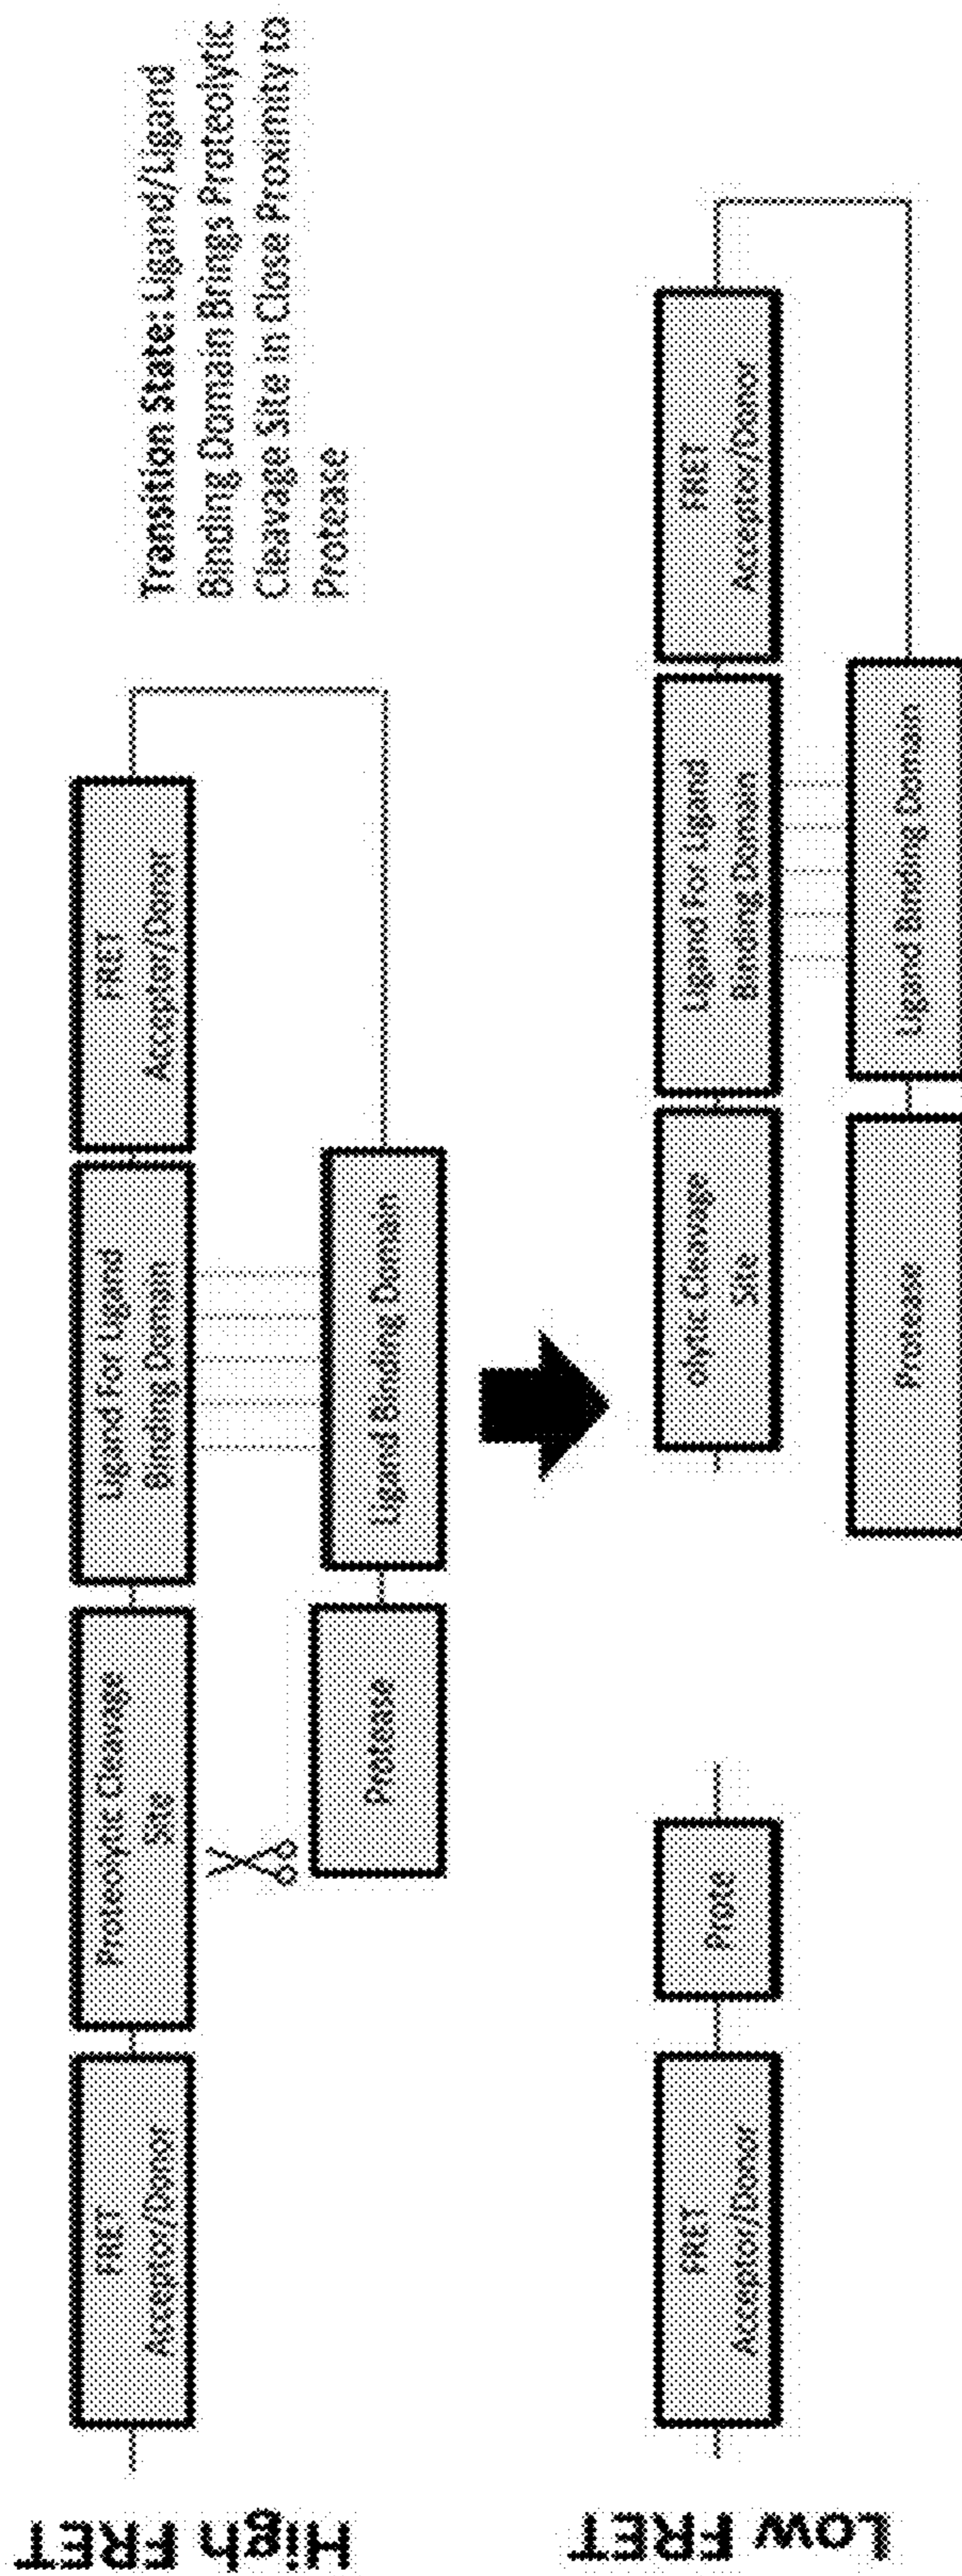 High FRET
FRET
Acceptor/Donor
Proteolytic Cleavage
Site
Ligand for Ligand
Binding Domain
FRET
Acceptor/Donor
Protease
Ligand Binding Domain
Transition State: Ligand/Ligand
Binding Domain Brings Proteolytic
Cleavage Site in Close Proximity to
Protease
Low FRET
FRET
Acceptor/Donor
Prote
olytic Cleavage
Site
Ligand For Ligand
Binding Domain
FRET
Acceptor/Donor
Protease
Ligand Binding Domain